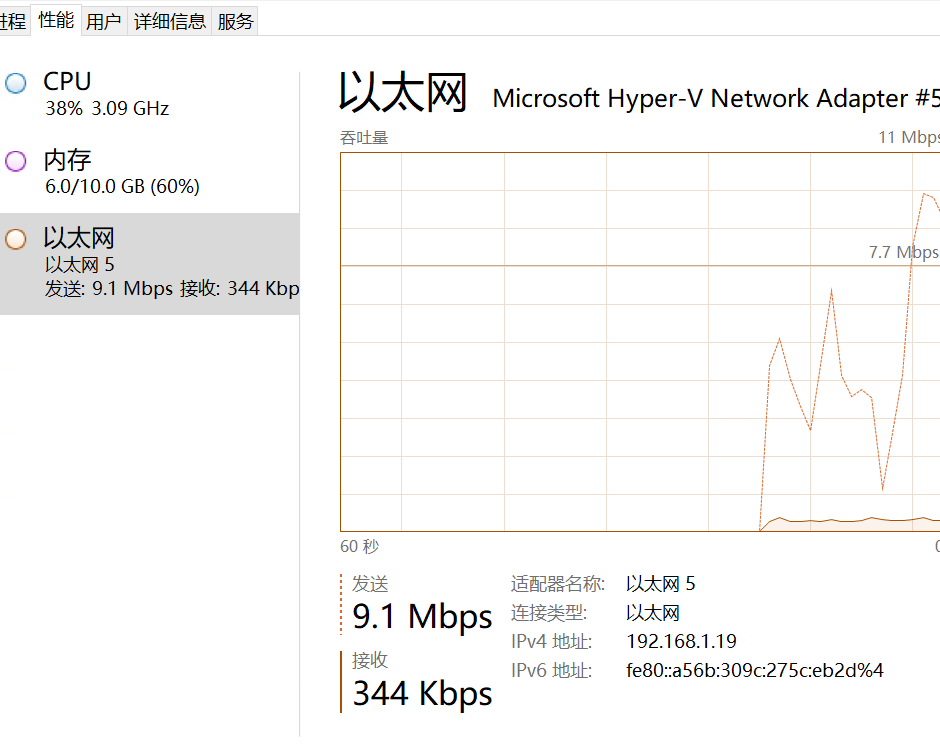 进程 性能 用户 详细信息 服务
CPU
38% 3.09 GHz
内存
6.0/10.0 GB (60%)
以太网
以太网 5
发送: 9.1 Mbps 接收: 344 Kbp
以太网 Microsoft Hyper-V Network Adapter #5
吞吐量 11 Mbps
7.7 Mbps
60 秒 0
发送
9.1 Mbps
接收
344 Kbps
适配器名称: 以太网 5
连接类型: 以太网
IPv4 地址: 192.168.1.19
IPv6 地址: fe80::a56b:309c:275c:eb2d%4